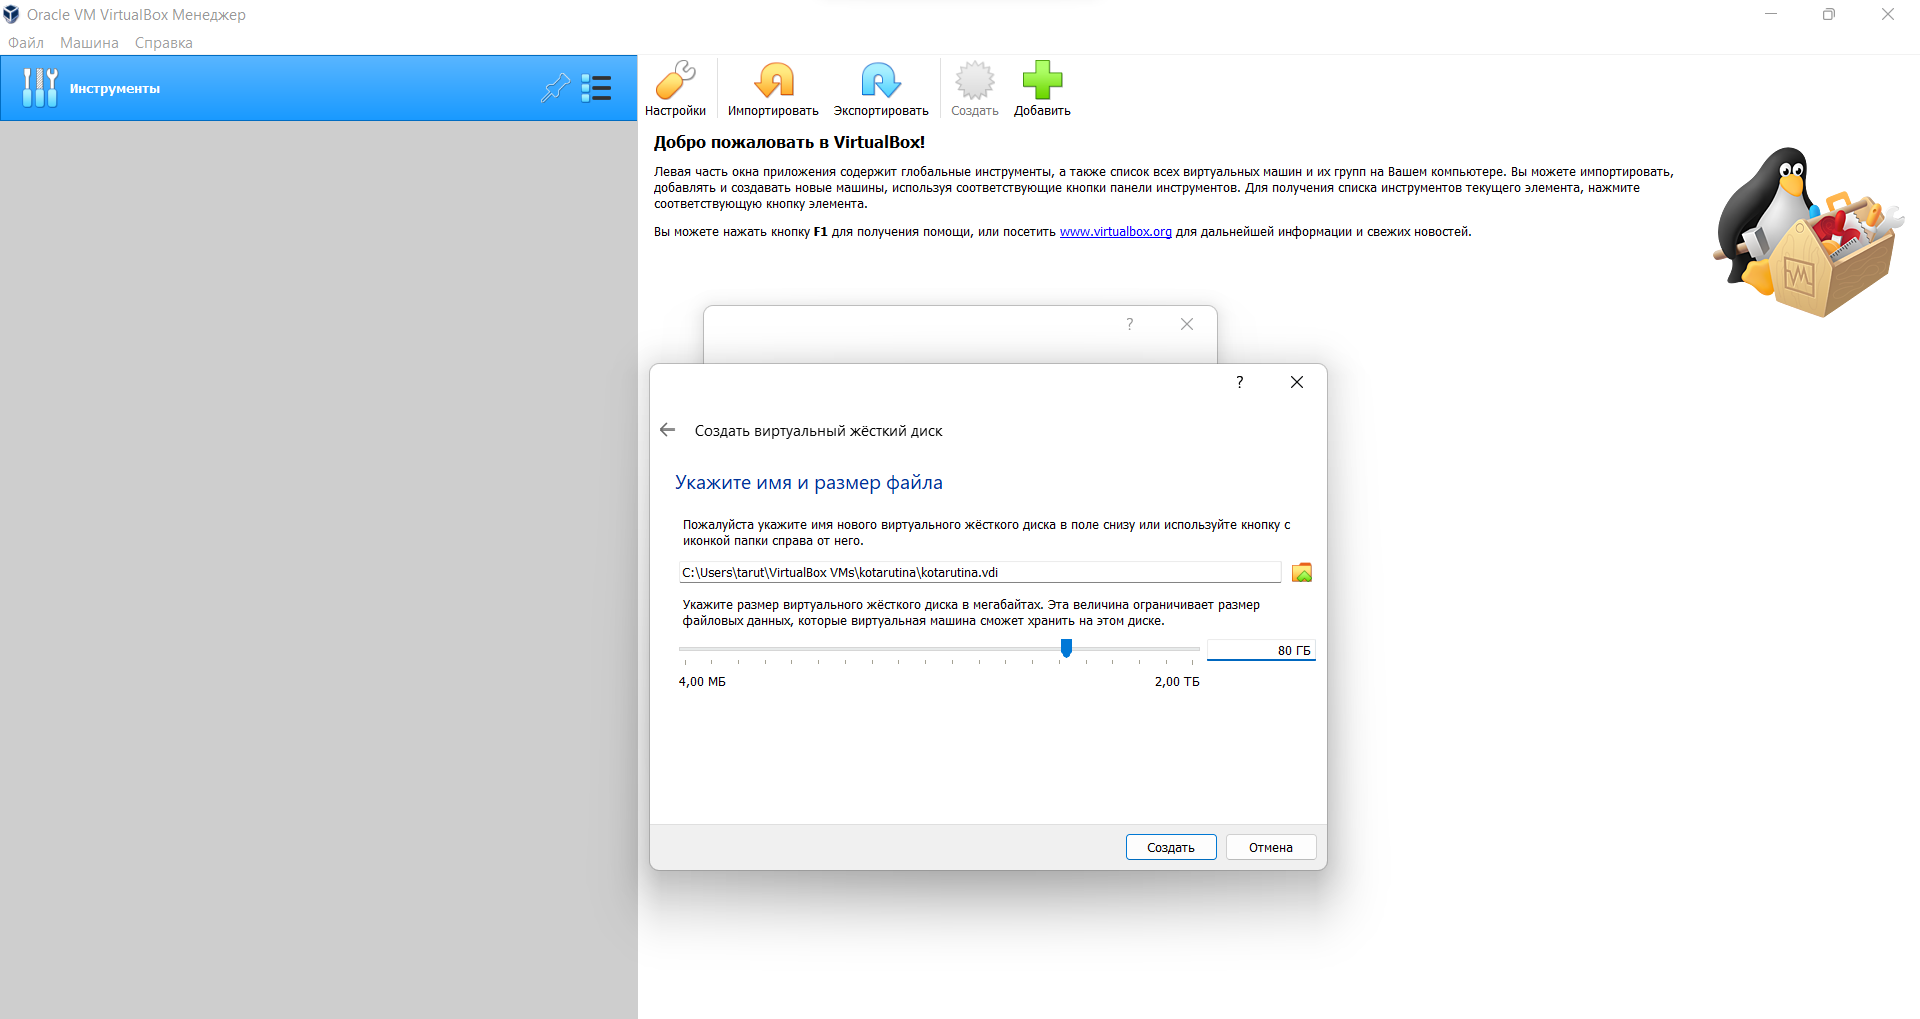 Oracle VM VirtualBox Менеджер
Файл Машина Справка
Инструменты
Настройки Импортировать Экспортировать Создать Добавить
Добро пожаловать в VirtualBox!
Левая часть окна приложения содержит глобальные инструменты, а также список всех виртуальных машин и их групп на Вашем компьютере. Вы можете импортировать,
добавлять и создавать новые машины, используя соответствующие кнопки панели инструментов. Для получения списка инструментов текущего элемента, нажмите
соответствующую кнопку элемента.
Вы можете нажать кнопку F1 для получения помощи, или посетить www.virtualbox.org для дальнейшей информации и свежих новостей.
?
?
Создать виртуальный жёсткий диск
Укажите имя и размер файла
Пожалуйста укажите имя нового виртуального жёсткого диска в поле снизу или используйте кнопку с
иконкой папки справа от него.
C:\Users\tarut\VirtualBox VMs\kotarutina\kotarutina.vdi
Укажите размер виртуального жёсткого диска в мегабайтах. Эта величина ограничивает размер
файловых данных, которые виртуальная машина сможет хранить на этом диске.
80 ГБ
4,00 МБ 2,00 ТБ
Создать Отмена